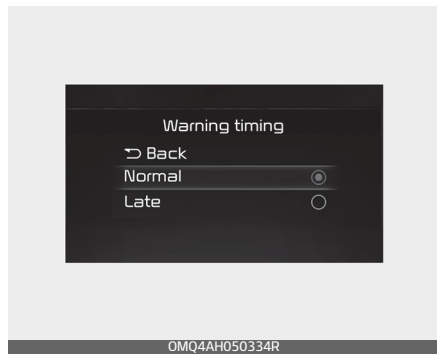 Warning timing
Back
Normal
Late
OMQ4AH050334R